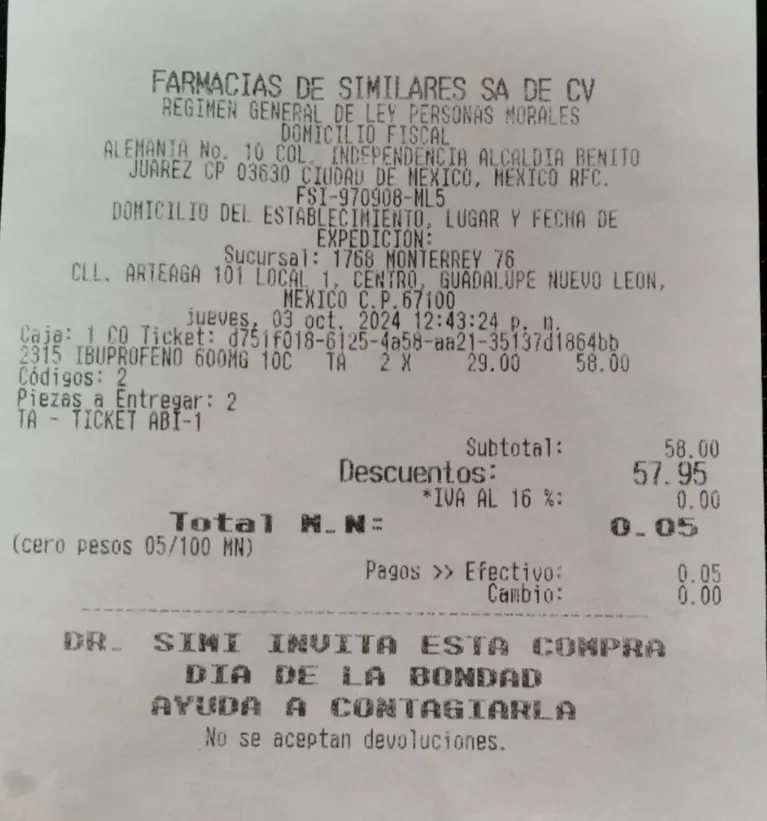 FARMACIAS DE SIMILARES SA DE CV
REGIMEN GENERAL DE LEY PERSONAS MORALES
DOMICILIO FISCAL
ALEMANIA No. 10 COL. INDEPENDENCIA ALCALDIA BENITO
JUAREZ CP 03630 CIUDAD DE MEXICO, MEXICO RFC.
FSI-970908-ML5
DOMICILIO DEL ESTABLECIMIENTO, LUGAR Y FECHA DE
EXPEDICION:
Sucursal: 1768 MONTERREY 76
CLL. ARTEAGA 101 LOCAL 1, CENTRO, GUADALUPE NUEVO LEON,
MEXICO C.P.67100
jueves, 03 oct. 2024 12:43:24 p. m.
Caja: 1 CO Ticket: d751f018-6125-4a58-aa21-35137d1864bb
2315 IBUPROFENO 600MG 10C TA 2 X 29.00 58.00
Códigos: 2
Piezas a Entregar: 2
TA - TICKET ABI-1
Subtotal: 58.00
Descuentos: 57.95
*IVA AL 16 %: 0.00
Total M.N: 0.05
(cero pesos 05/100 MN)
Pagos >> Efectivo: 0.05
Cambio: 0.00
DR. SIMI INVITA ESTA COMPRA
DIA DE LA BONDAD
AYUDA A CONTAGIARLA
No se aceptan devoluciones.